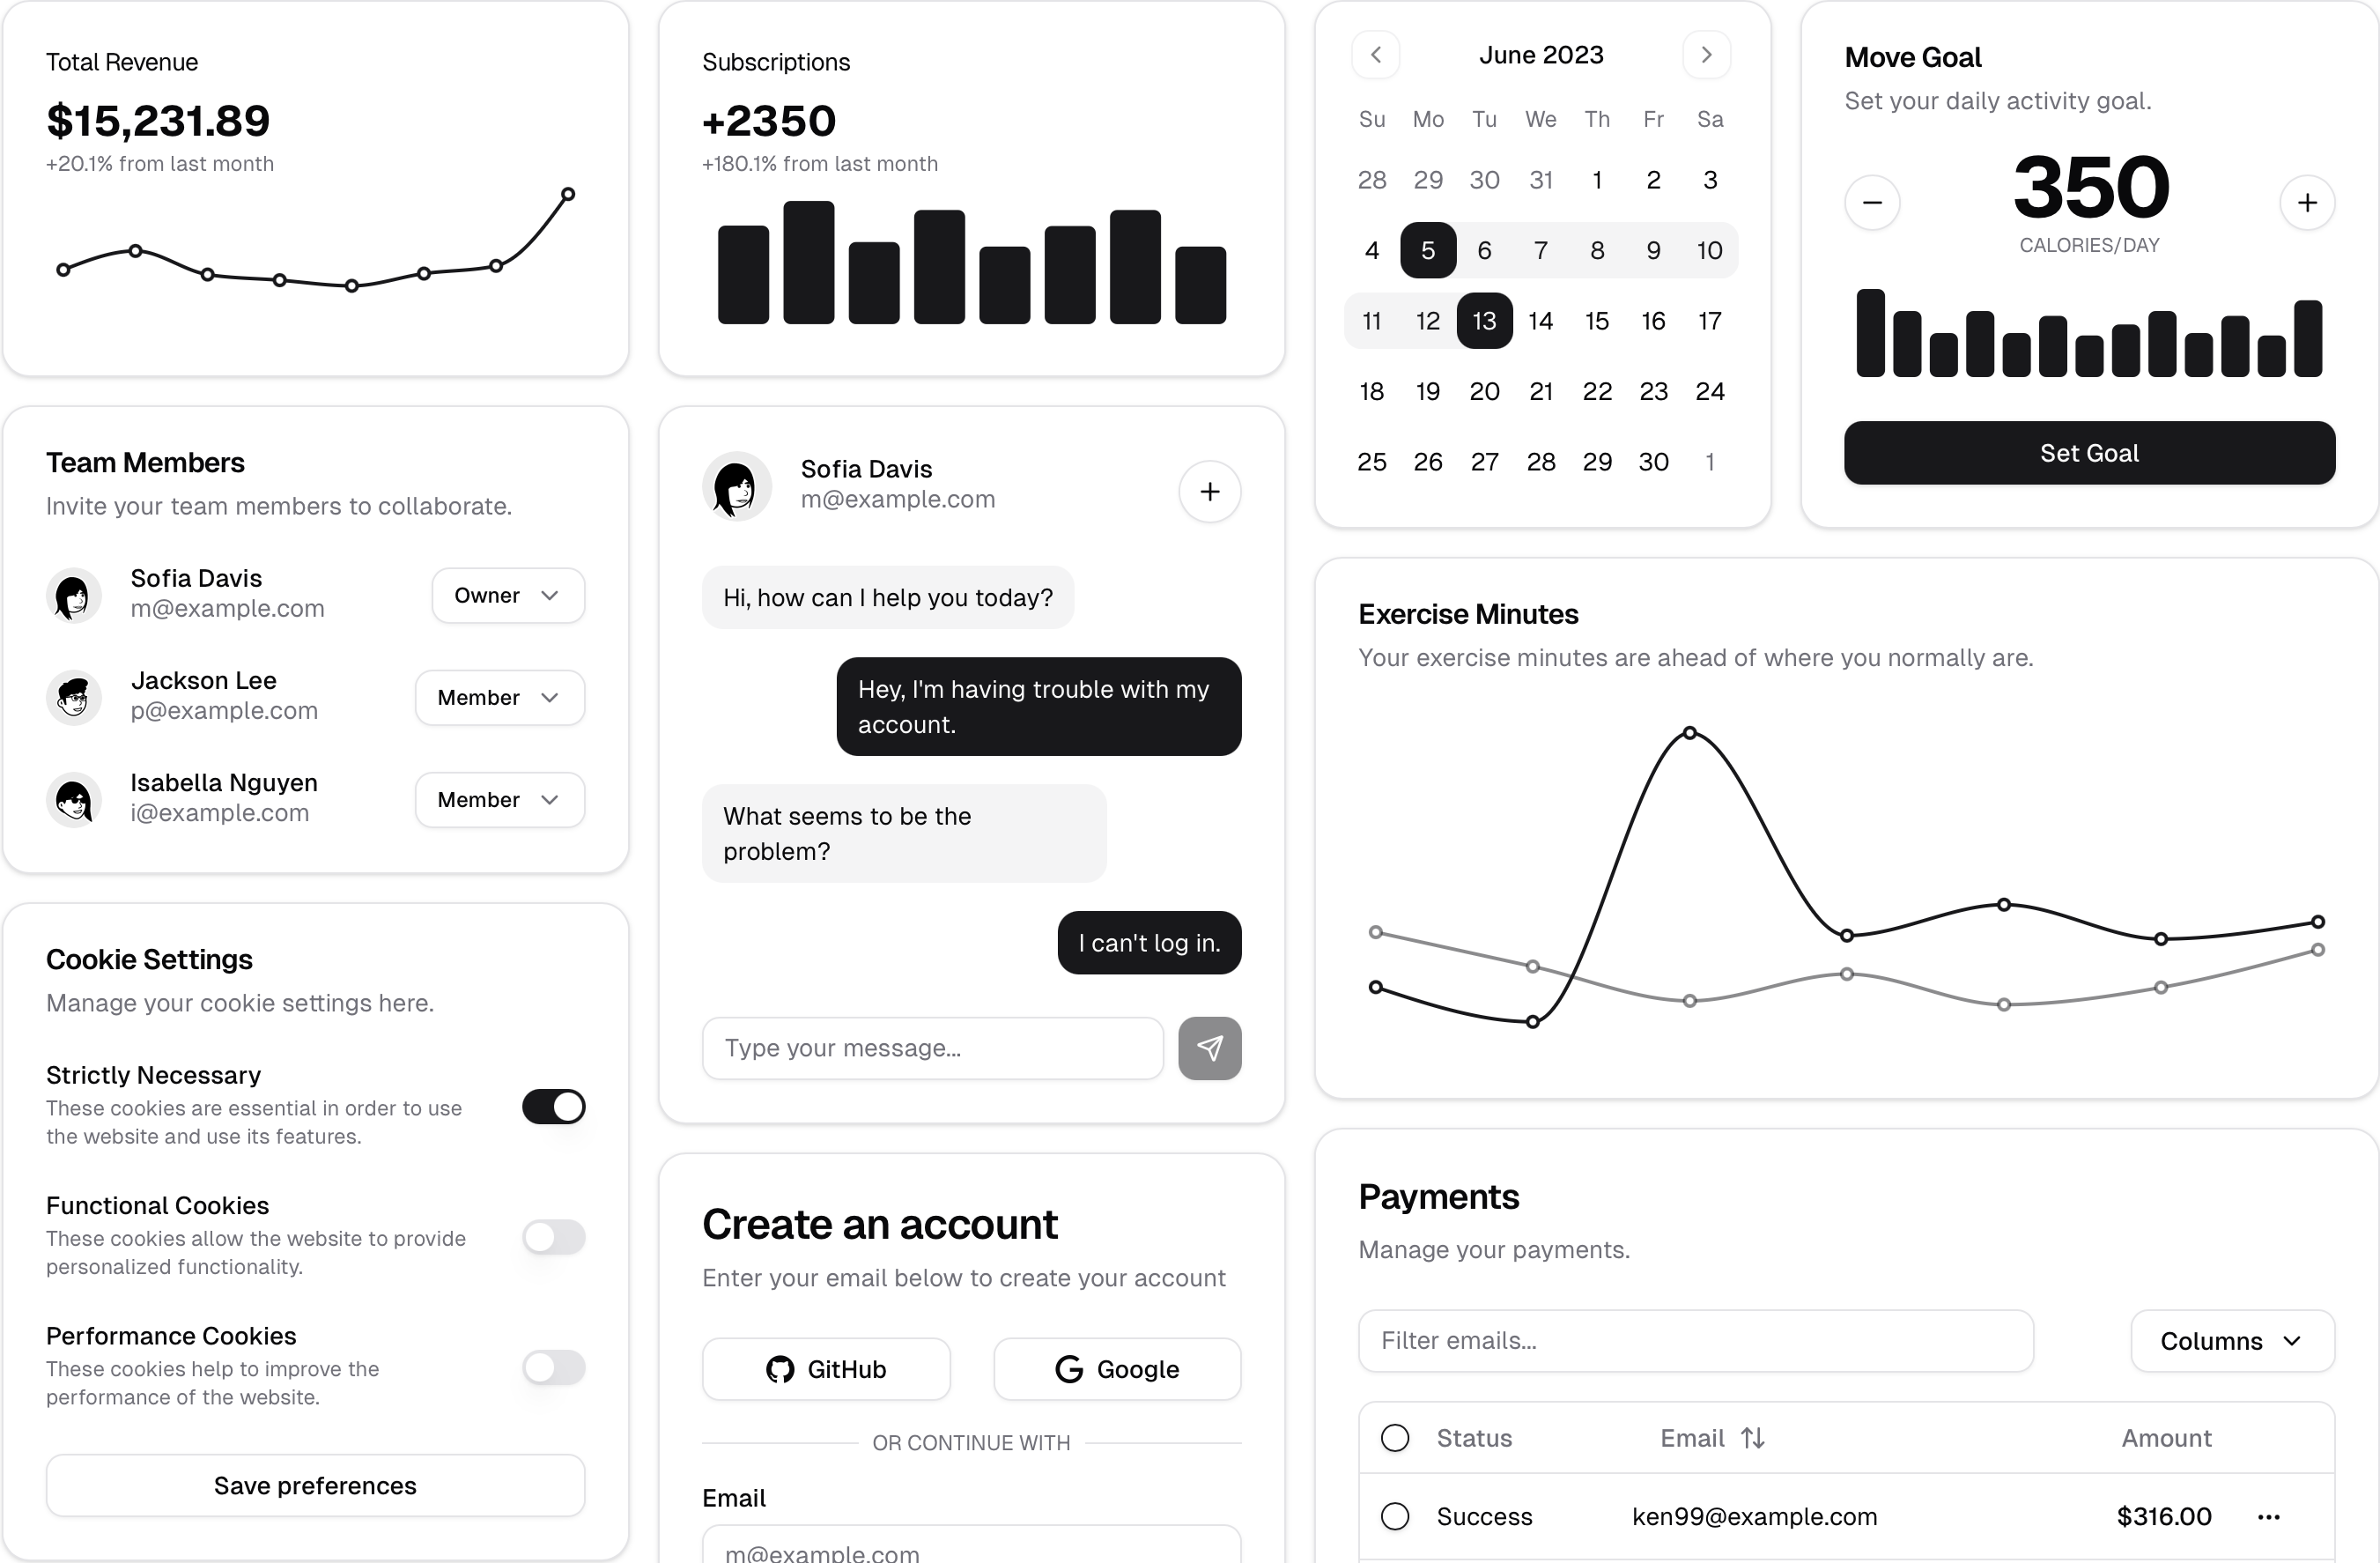 Total Revenue
$15,231.89
+20.1% from last month
Subscriptions
+2350
+180.1% from last month
June 2023
Su Mo Tu We Th Fr Sa
28 29 30 31 1 2 3
4 5 6 7 8 9 10
11 12 13 14 15 16 17
18 19 20 21 22 23 24
25 26 27 28 29 30 1
Move Goal
Set your daily activity goal.
350
CALORIES/DAY
Set Goal
Team Members
Invite your team members to collaborate.
Sofia Davis
m@example.com
Owner
Jackson Lee
p@example.com
Member
Isabella Nguyen
i@example.com
Member
Sofia Davis
m@example.com
Hi, how can I help you today?
Hey, I'm having trouble with my
account.
What seems to be the
problem?
I can't log in.
Type your message...
Exercise Minutes
Your exercise minutes are ahead of where you normally are.
Cookie Settings
Manage your cookie settings here.
Strictly Necessary
These cookies are essential in order to use
the website and use its features.
Functional Cookies
These cookies allow the website to provide
personalized functionality.
Performance Cookies
These cookies help to improve the
performance of the website.
Save preferences
Create an account
Enter your email below to create your account
GitHub
Google
OR CONTINUE WITH
Email
m@example.com
Payments
Manage your payments.
Filter emails...
Columns
Status Email Amount
Success ken99@example.com $316.00